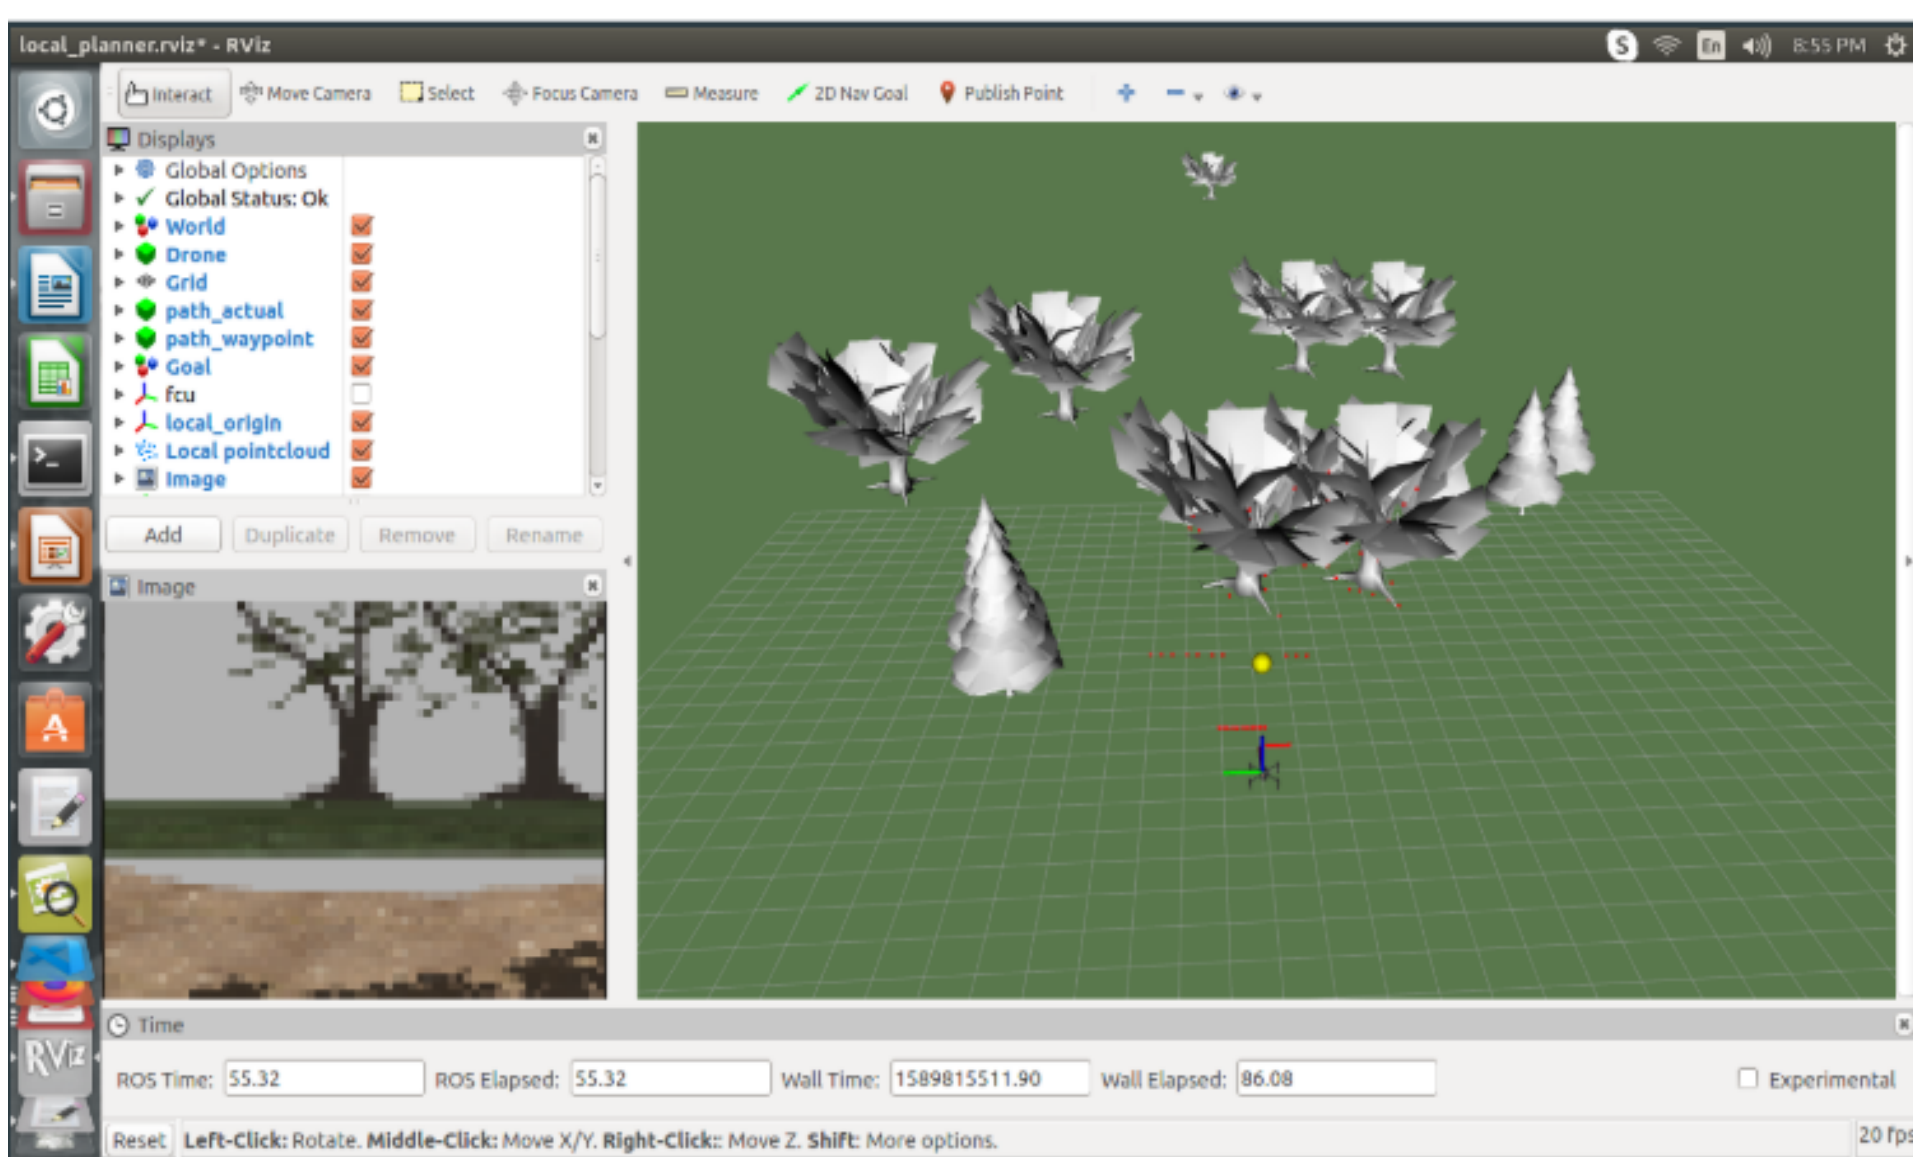 local_planner.rviz* - RViz
S En 8:55 PM
Interact Move Camera Select Focus Camera Measure 2D Nav Goal Publish Point
Displays
Global Options
Global Status: Ok
World
Drone
Grid
path_actual
path_waypoint
Goal
fcu
local_origin
Local pointcloud
Image
Add Duplicate Remove Rename
Image
Time
RViz
ROS Time: 55.32 ROS Elapsed: 55.32 Wall Time: 1589815511.90 Wall Elapsed: 86.08 Experimental
Reset Left-Click: Rotate. Middle-Click: Move X/Y. Right-Click:: Move Z. Shift: More options. 20 fps